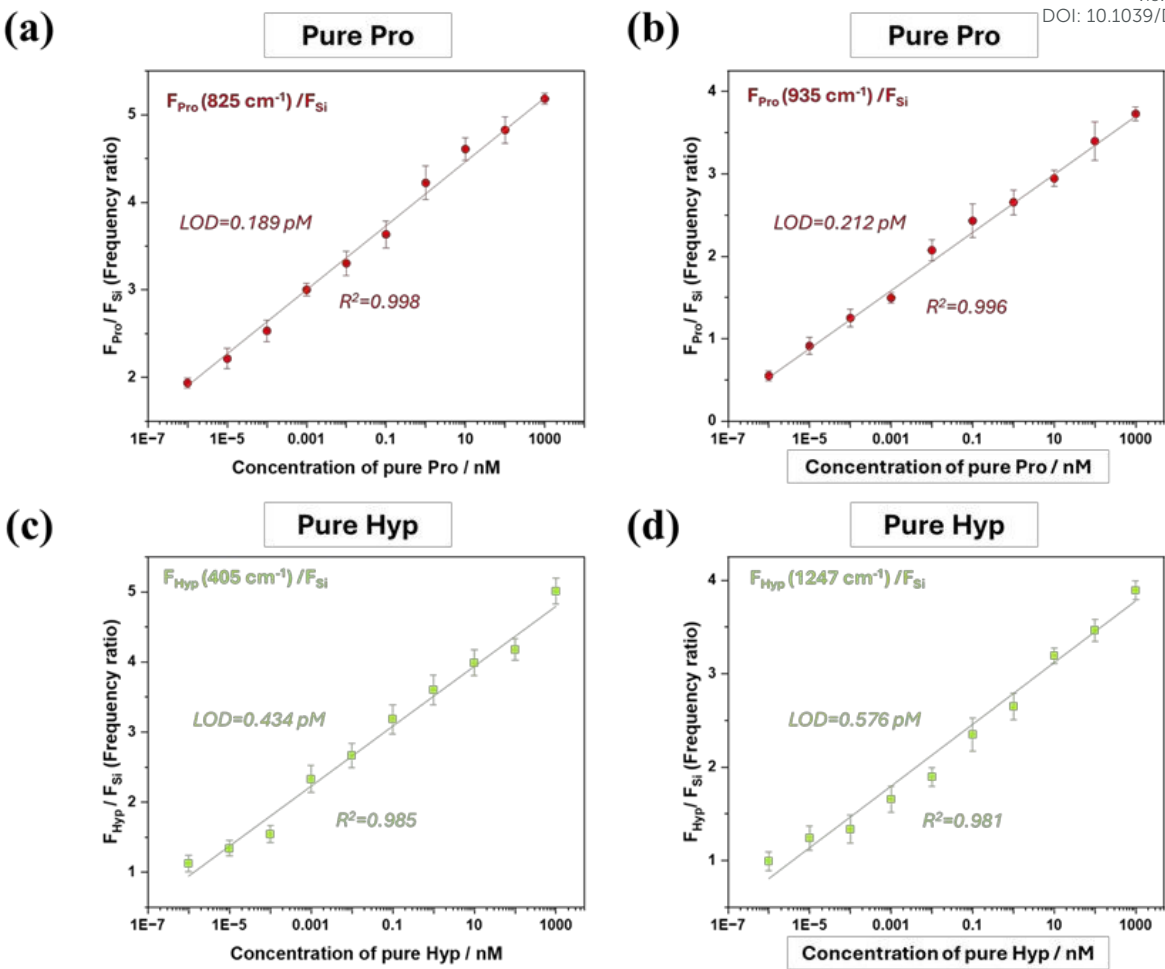 DOI: 10.1039/D
(a)
Pure Pro
F_Pro (825 cm⁻¹) /F_Si
LOD=0.189 pM
R²=0.998
F_Pro/ F_Si (Frequency ratio)
5
4
3
2
1E-7 1E-5 0.001 0.1 10 1000
Concentration of pure Pro / nM
(b)
Pure Pro
F_Pro (935 cm⁻¹) /F_Si
LOD=0.212 pM
R²=0.996
F_Pro/ F_Si (Frequency ratio)
4
3
2
1
0
1E-7 1E-5 0.001 0.1 10 1000
Concentration of pure Pro / nM
(c)
Pure Hyp
F_Hyp (405 cm⁻¹) /F_Si
LOD=0.434 pM
R²=0.985
F_Hyp/ F_Si (Frequency ratio)
5
4
3
2
1
1E-7 1E-5 0.001 0.1 10 1000
Concentration of pure Hyp / nM
(d)
Pure Hyp
F_Hyp (1247 cm⁻¹) /F_Si
LOD=0.576 pM
R²=0.981
F_Hyp/ F_Si (Frequency ratio)
4
3
2
1
1E-7 1E-5 0.001 0.1 10 1000
Concentration of pure Hyp / nM